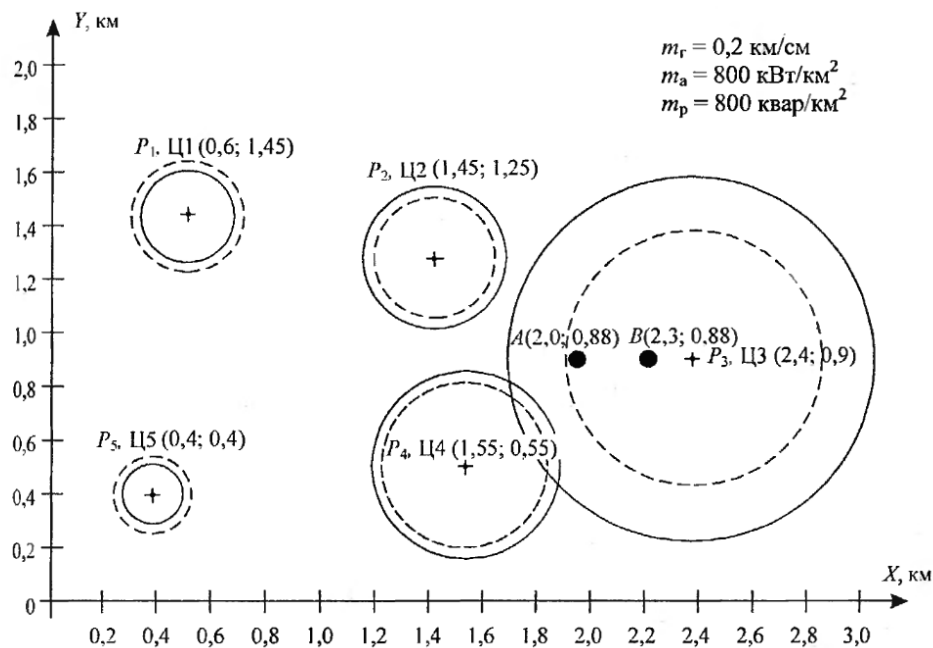 Y, км
m_г = 0,2 км/см
m_а = 800 кВт/км²
m_р = 800 квар/км²
2,0
1,8
1,6
1,4
1,2
1,0
0,8
0,6
0,4
0,2
0
P₁, Ц1 (0,6; 1,45)
P₂, Ц2 (1,45; 1,25)
A(2,0; 0,88)
B(2,3; 0,88)
P₃, Ц3 (2,4; 0,9)
P₅, Ц5 (0,4; 0,4)
P₄, Ц4 (1,55; 0,55)
X, км
0,2 0,4 0,6 0,8 1,0 1,2 1,4 1,6 1,8 2,0 2,2 2,4 2,6 2,8 3,0